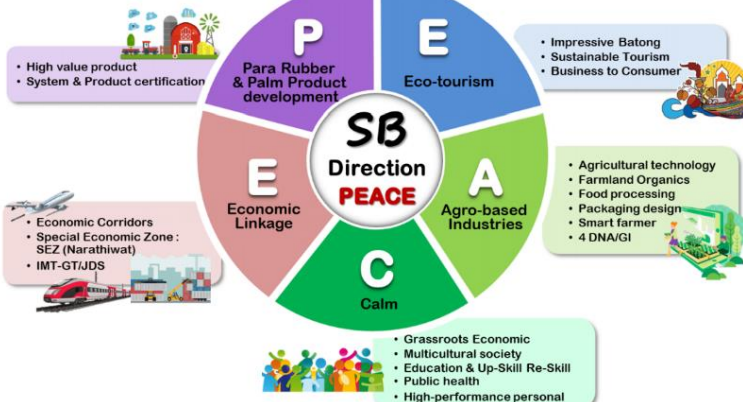 P
Para Rubber
& Palm Product
development
• High value product
• System & Product certification
E
Eco-tourism
• Impressive Batong
• Sustainable Tourism
• Business to Consumer
SB
Direction
PEACE
A
Agro-based
Industries
• Agricultural technology
• Farmland Organics
• Food processing
• Packaging design
• Smart farmer
• 4 DNA/GI
C
Calm
• Grassroots Economic
• Multicultural society
• Education & Up-Skill Re-Skill
• Public health
• High-performance personal
E
Economic
Linkage
• Economic Corridors
• Special Economic Zone :
SEZ (Narathiwat)
• IMT-GT/JDS